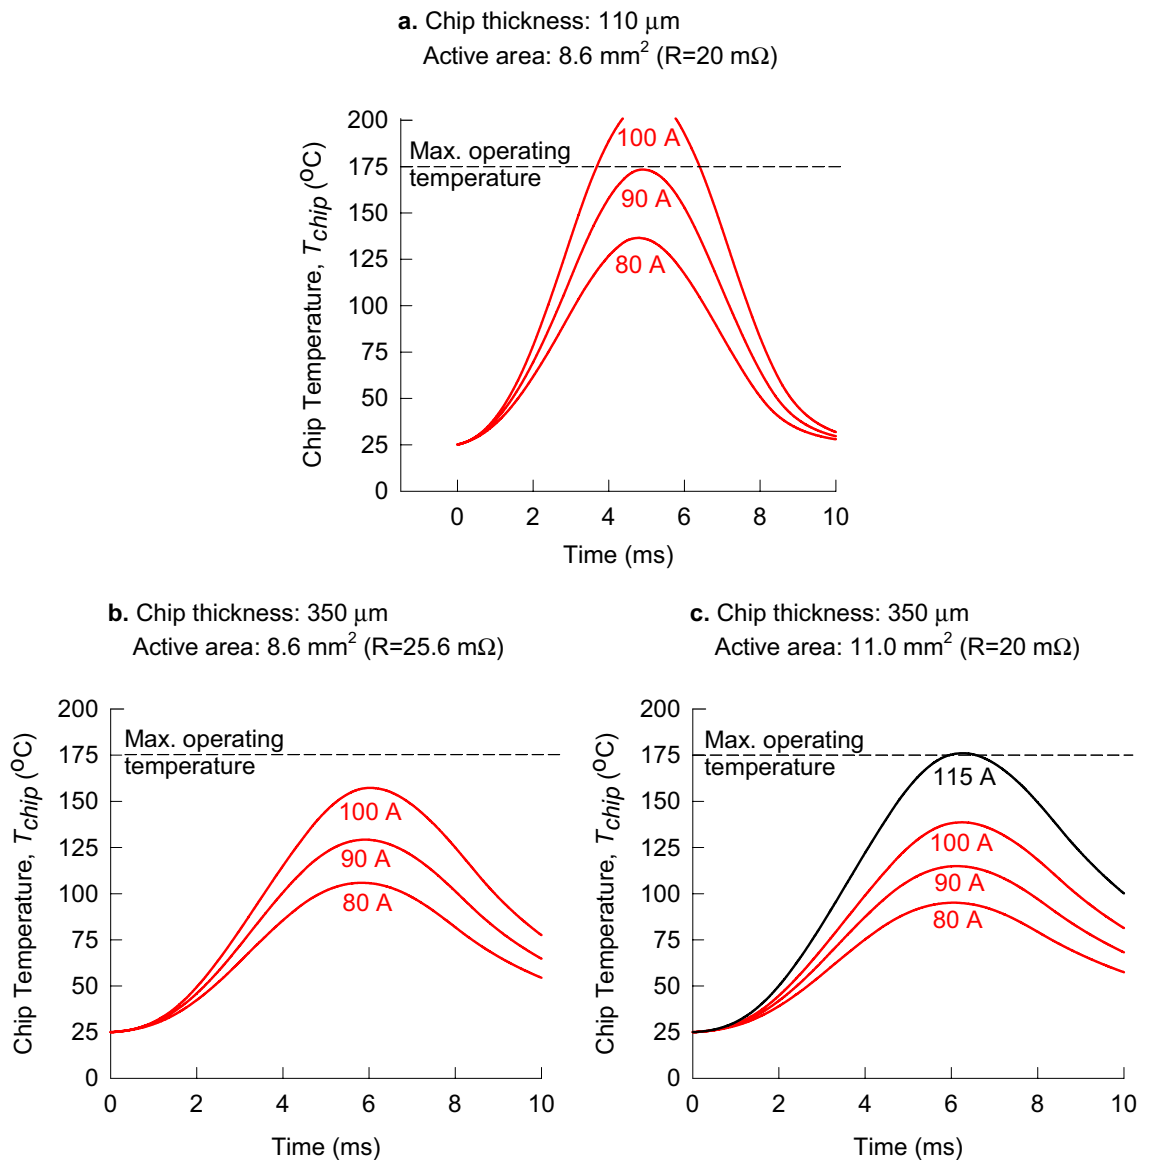 a. Chip thickness: 110 μm
Active area: 8.6 mm² (R=20 mΩ)
Chip Temperature, Tchip (°C)
200
175
150
125
100
75
50
25
0
Max. operating
temperature
100 A
90 A
80 A
0 2 4 6 8 10
Time (ms)
b. Chip thickness: 350 μm
Active area: 8.6 mm² (R=25.6 mΩ)
Chip Temperature, Tchip (°C)
200
175
150
125
100
75
50
25
0
Max. operating
temperature
100 A
90 A
80 A
0 2 4 6 8 10
Time (ms)
c. Chip thickness: 350 μm
Active area: 11.0 mm² (R=20 mΩ)
Chip Temperature, Tchip (°C)
200
175
150
125
100
75
50
25
0
Max. operating
temperature
115 A
100 A
90 A
80 A
0 2 4 6 8 10
Time (ms)